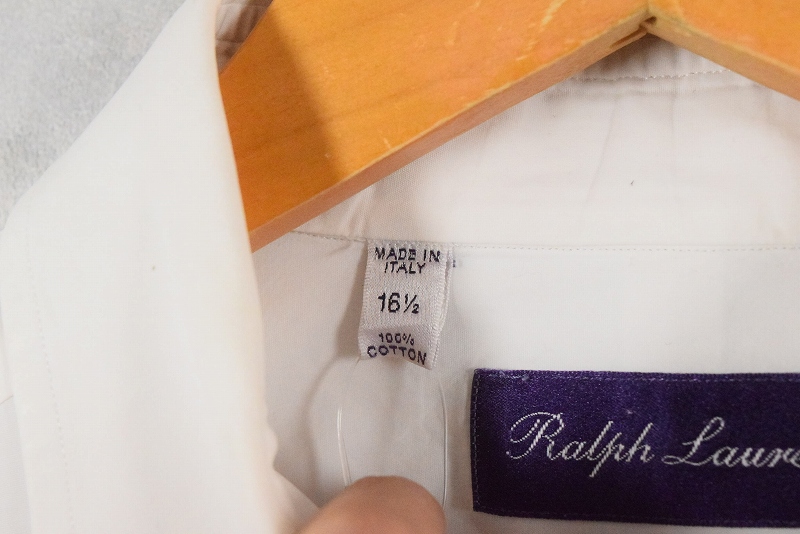 MADE IN
ITALY
16½
100%
COTTON
Ralph Laure